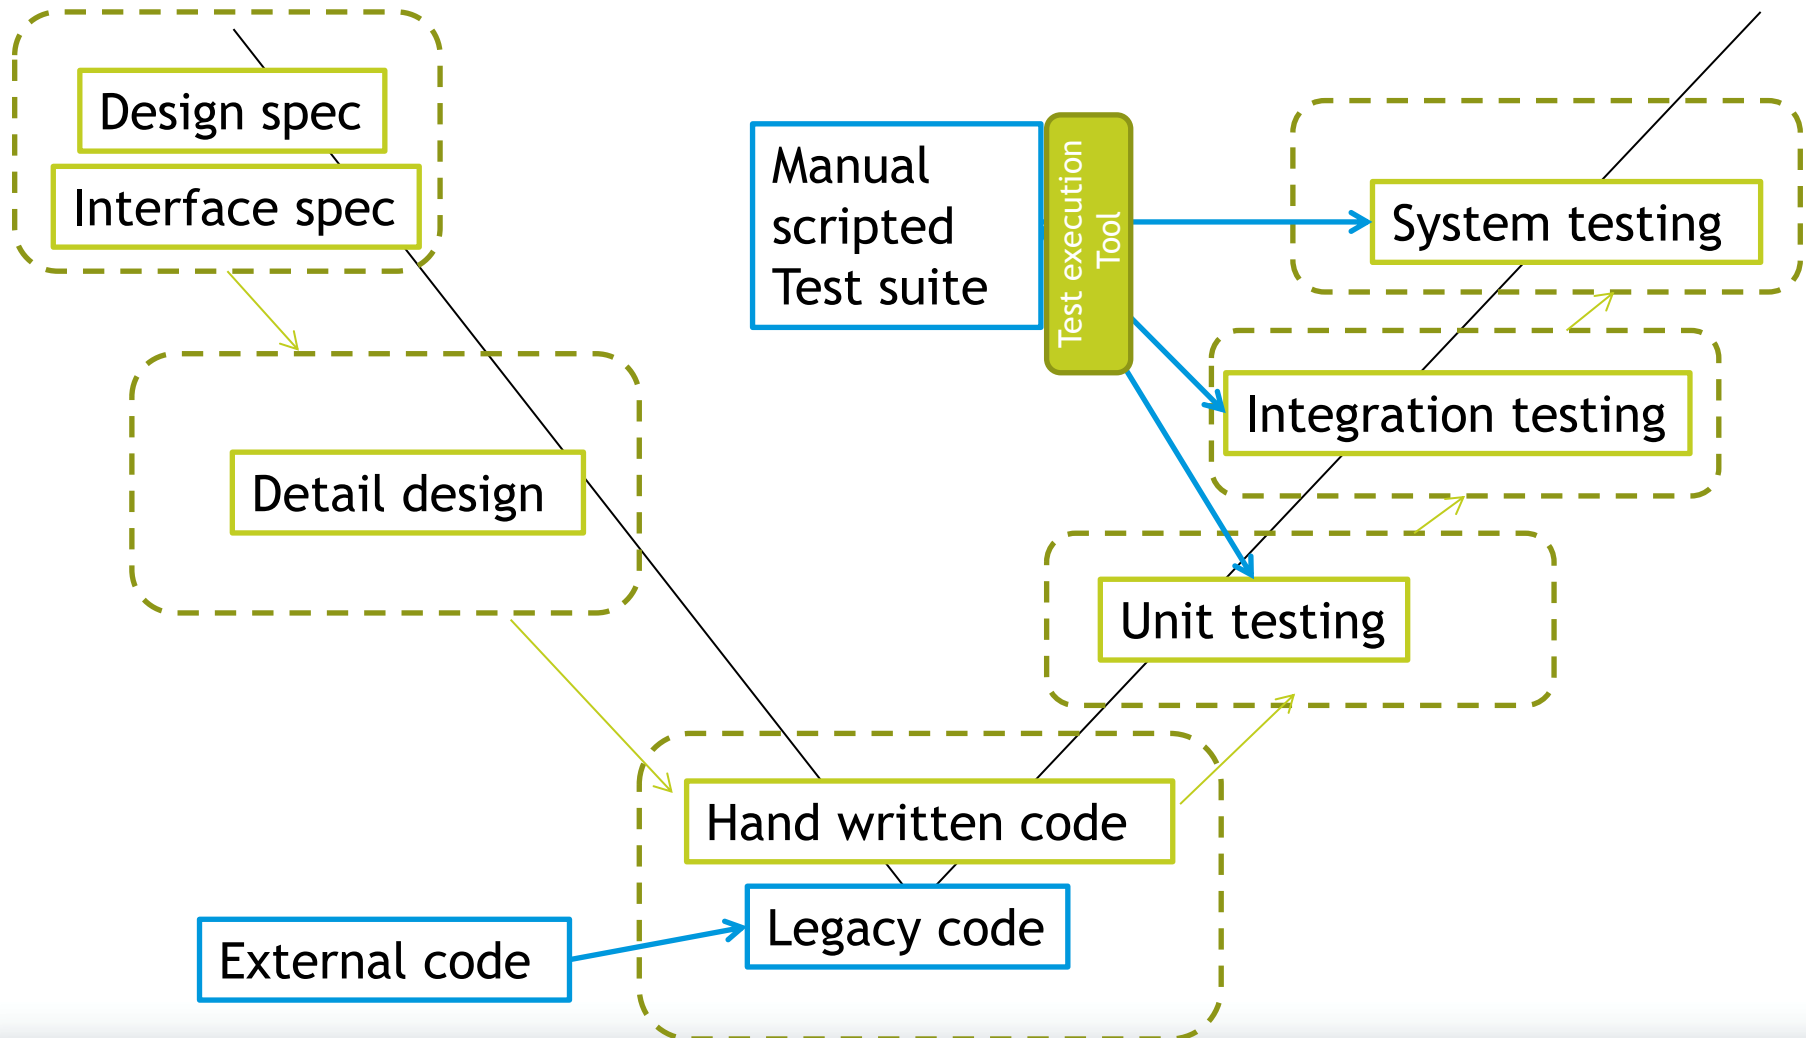 Design spec
Interface spec
Detail design
Manual
scripted
Test suite
Test execution
Tool
System testing
Integration testing
Unit testing
Hand written code
Legacy code
External code